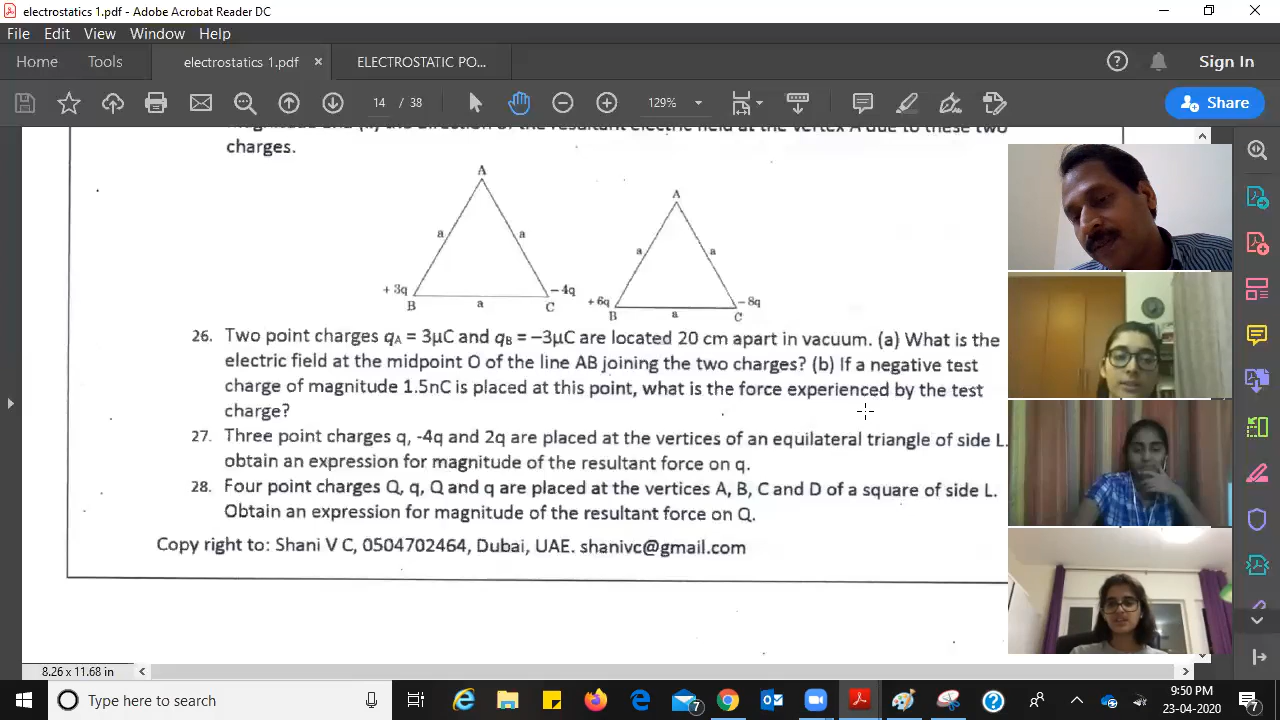 electrostatics 1.pdf - Adobe Acrobat Reader DC
File Edit View Window Help
Home Tools electrostatics 1.pdf × ELECTROSTATIC PO... Sign In
14 / 38 129% Share
charges.
A A
a a a a
+ 3q − 4q + 6q − 8q
B a C B a C
26. Two point charges qA = 3μC and qB = −3μC are located 20 cm apart in vacuum. (a) What is the
electric field at the midpoint O of the line AB joining the two charges? (b) If a negative test
charge of magnitude 1.5nC is placed at this point, what is the force experienced by the test
charge?
27. Three point charges q, -4q and 2q are placed at the vertices of an equilateral triangle of side L.
obtain an expression for magnitude of the resultant force on q.
28. Four point charges Q, q, Q and q are placed at the vertices A, B, C and D of a square of side L.
Obtain an expression for magnitude of the resultant force on Q.
Copy right to: Shani V C, 0504702464, Dubai, UAE. shanivc@gmail.com
8.26 x 11.68 in
Type here to search
7
9:50 PM
23-04-2020
7